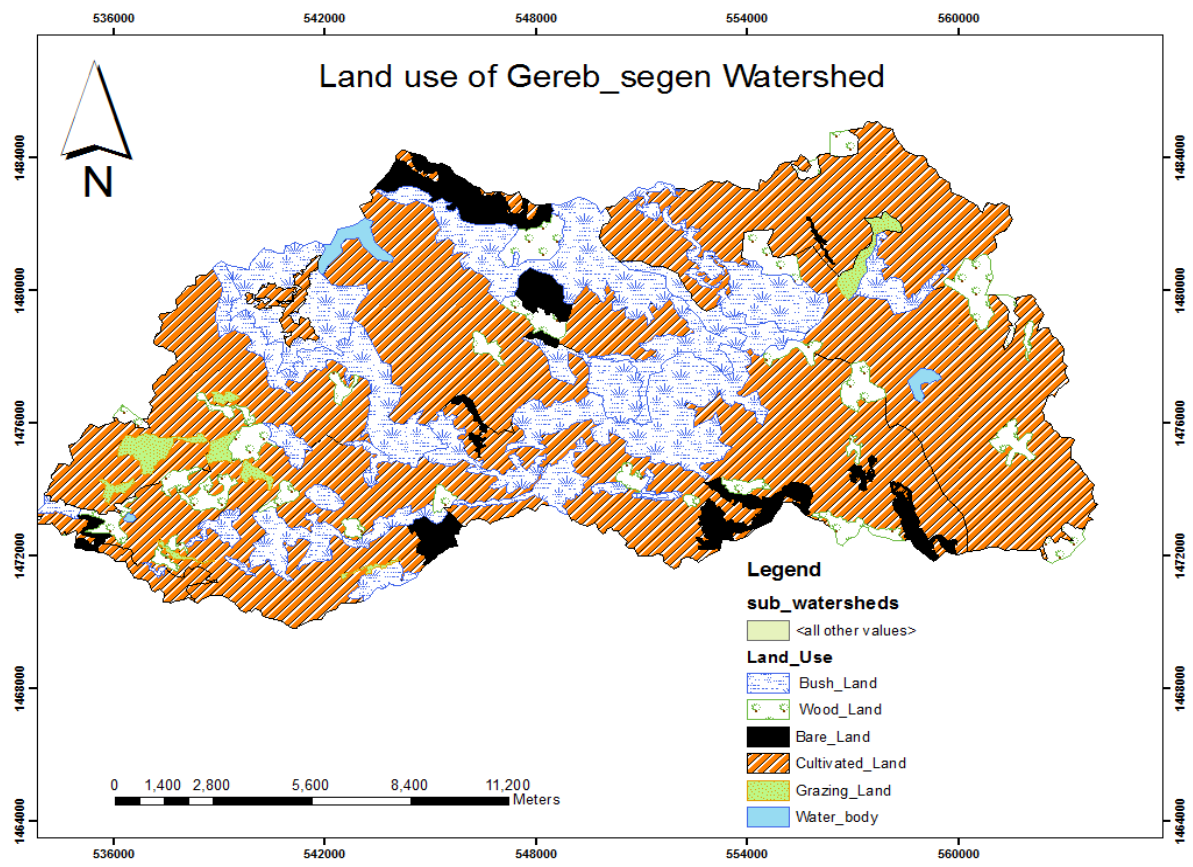 536000 542000 548000 554000 560000
Land use of Gereb_segen Watershed
N
1484000 1484000
1480000 1480000
1476000 1476000
1472000 1472000
Legend
sub_watersheds
<all other values>
Land_Use
1468000 1468000
Bush_Land
Wood_Land
Bare_Land
Cultivated_Land
Grazing_Land
Water_body
0 1,400 2,800 5,600 8,400 11,200
Meters
1464000 1464000
536000 542000 548000 554000 560000